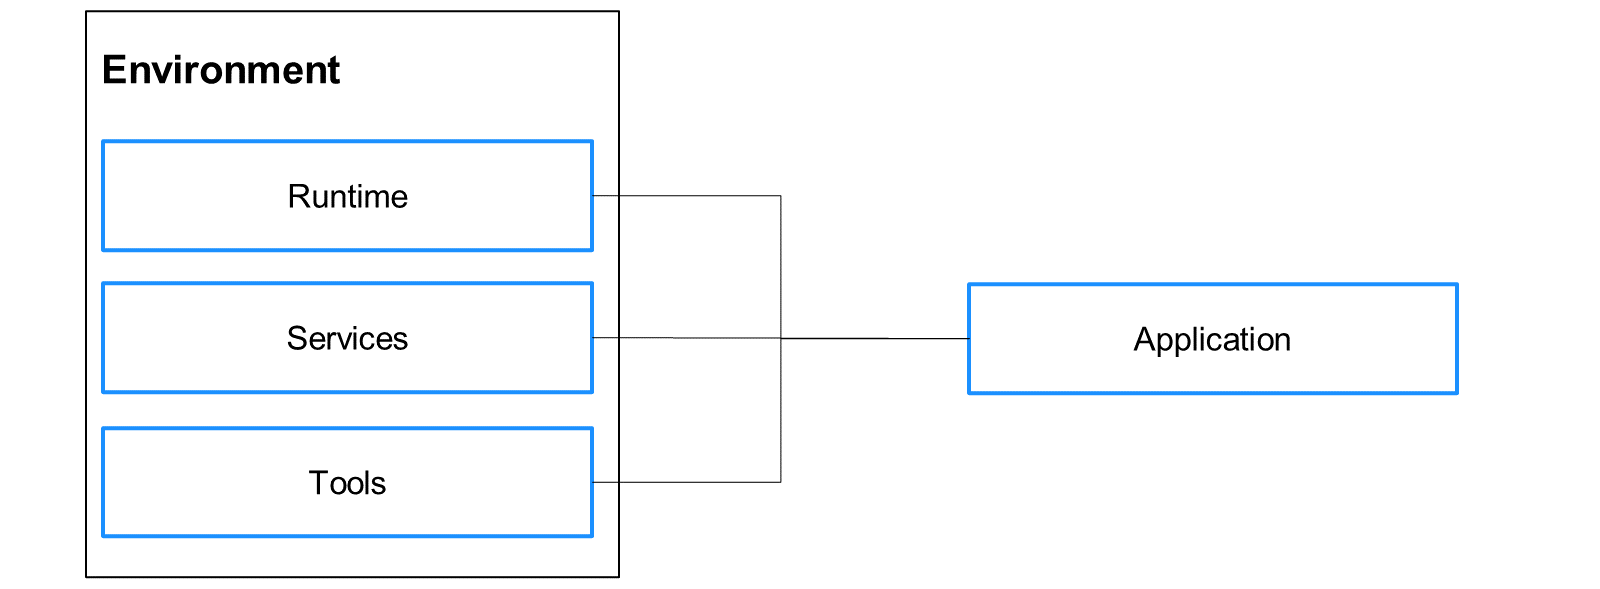 Environment
Runtime
Services
Tools
Application